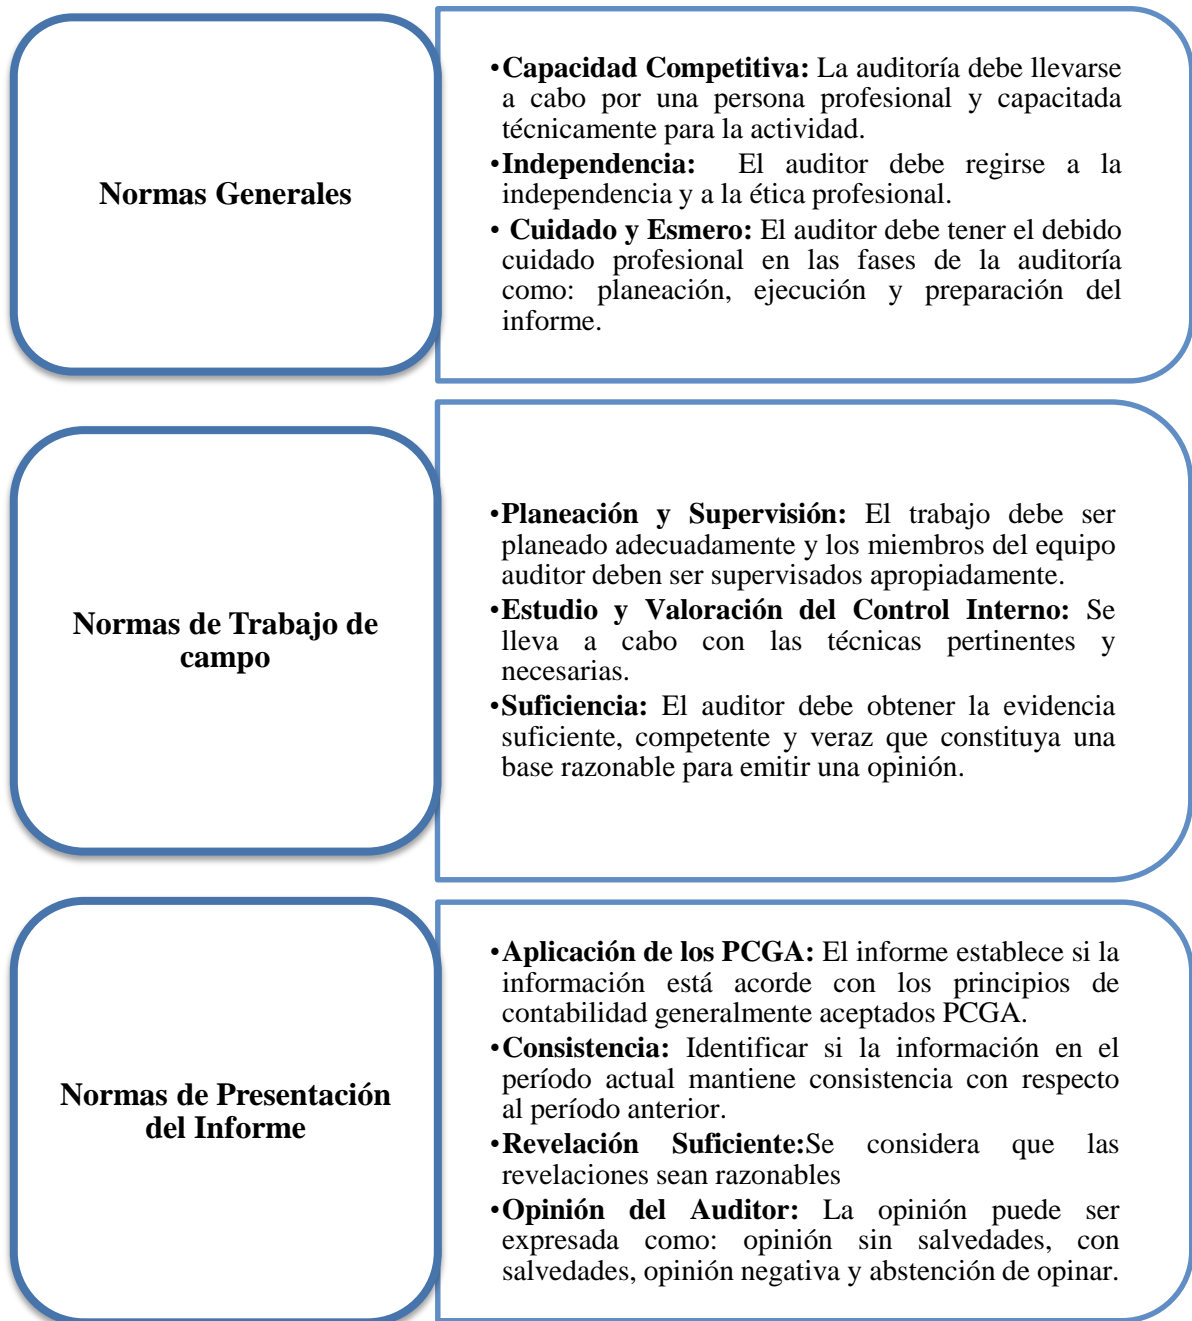 Normas Generales
•Capacidad Competitiva: La auditoría debe llevarse
a cabo por una persona profesional y capacitada
técnicamente para la actividad.
•Independencia: El auditor debe regirse a la
independencia y a la ética profesional.
• Cuidado y Esmero: El auditor debe tener el debido
cuidado profesional en las fases de la auditoría
como: planeación, ejecución y preparación del
informe.
Normas de Trabajo de
campo
•Planeación y Supervisión: El trabajo debe ser
planeado adecuadamente y los miembros del equipo
auditor deben ser supervisados apropiadamente.
•Estudio y Valoración del Control Interno: Se
lleva a cabo con las técnicas pertinentes y
necesarias.
•Suficiencia: El auditor debe obtener la evidencia
suficiente, competente y veraz que constituya una
base razonable para emitir una opinión.
Normas de Presentación
del Informe
•Aplicación de los PCGA: El informe establece si la
información está acorde con los principios de
contabilidad generalmente aceptados PCGA.
•Consistencia: Identificar si la información en el
período actual mantiene consistencia con respecto
al período anterior.
•Revelación Suficiente:Se considera que las
revelaciones sean razonables
•Opinión del Auditor: La opinión puede ser
expresada como: opinión sin salvedades, con
salvedades, opinión negativa y abstención de opinar.